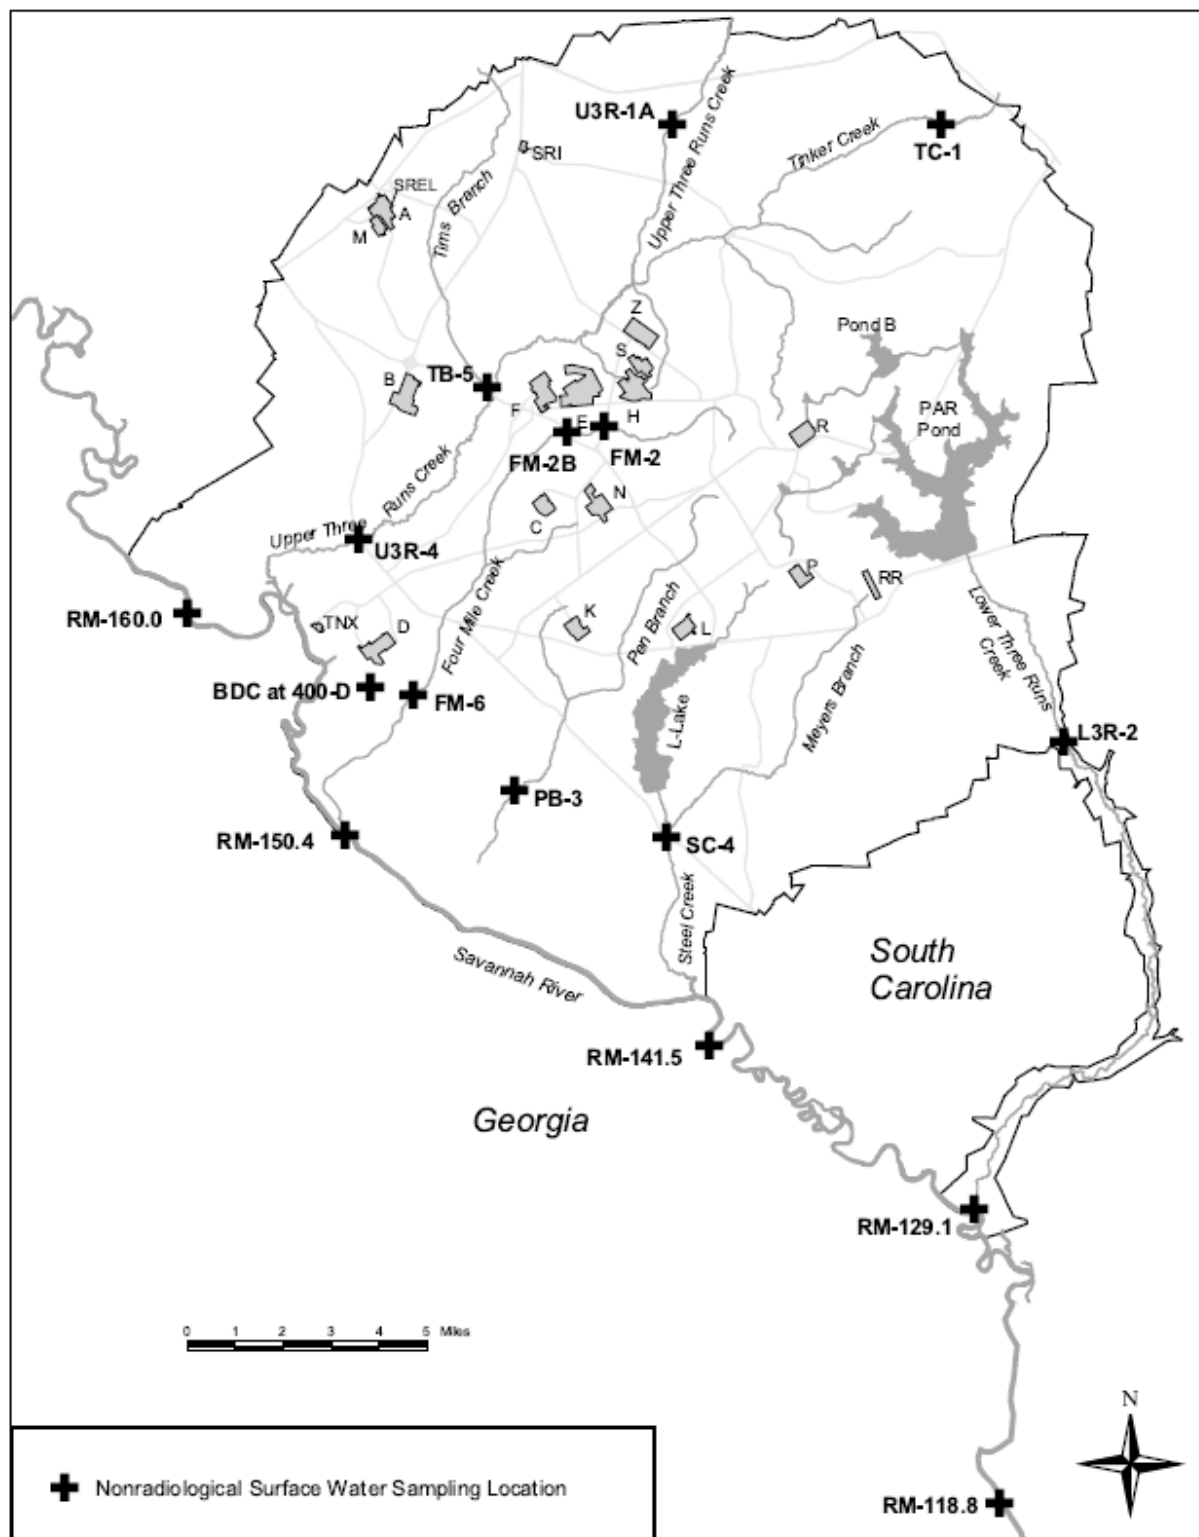 U3R-1A
Upper Three Runs Creek
Tinker Creek
TC-1
SRI
SREL
A
M
Tims Branch
Z
Pond B
S
B
TB-5
F
E
H
PAR
Pond
R
FM-2B
FM-2
Runs Creek
Upper Three
N
C
U3R-4
P
RR
RM-160.0
TNX
D
K
L
Pen Branch
Four Mile Creek
Lower Three Runs
Creek
BDC at 400-D
FM-6
L-Lake
Meyers Branch
L3R-2
PB-3
RM-150.4
SC-4
Steel Creek
Savannah River
South
Carolina
RM-141.5
Georgia
RM-129.1
0 1 2 3 4 5 Miles
N
Nonradiological Surface Water Sampling Location
RM-118.8